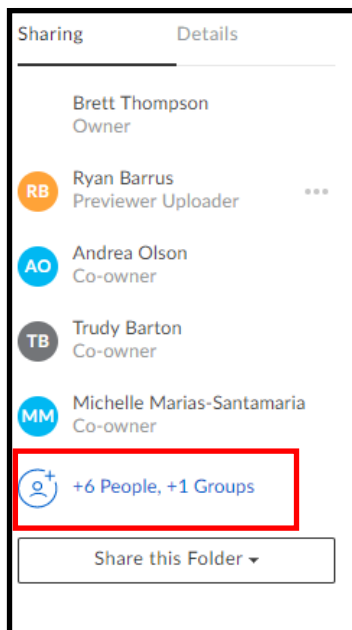 Sharing Details
Brett Thompson
Owner
RB
Ryan Barrus
Previewer Uploader
AO
Andrea Olson
Co-owner
TB
Trudy Barton
Co-owner
MM
Michelle Marias-Santamaria
Co-owner
+6 People, +1 Groups
Share this Folder